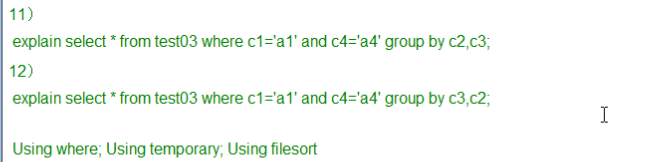 11）
explain select * from test03 where c1='a1' and c4='a4' group by c2,c3;
12）
explain select * from test03 where c1='a1' and c4='a4' group by c3,c2;
Using where; Using temporary; Using filesort